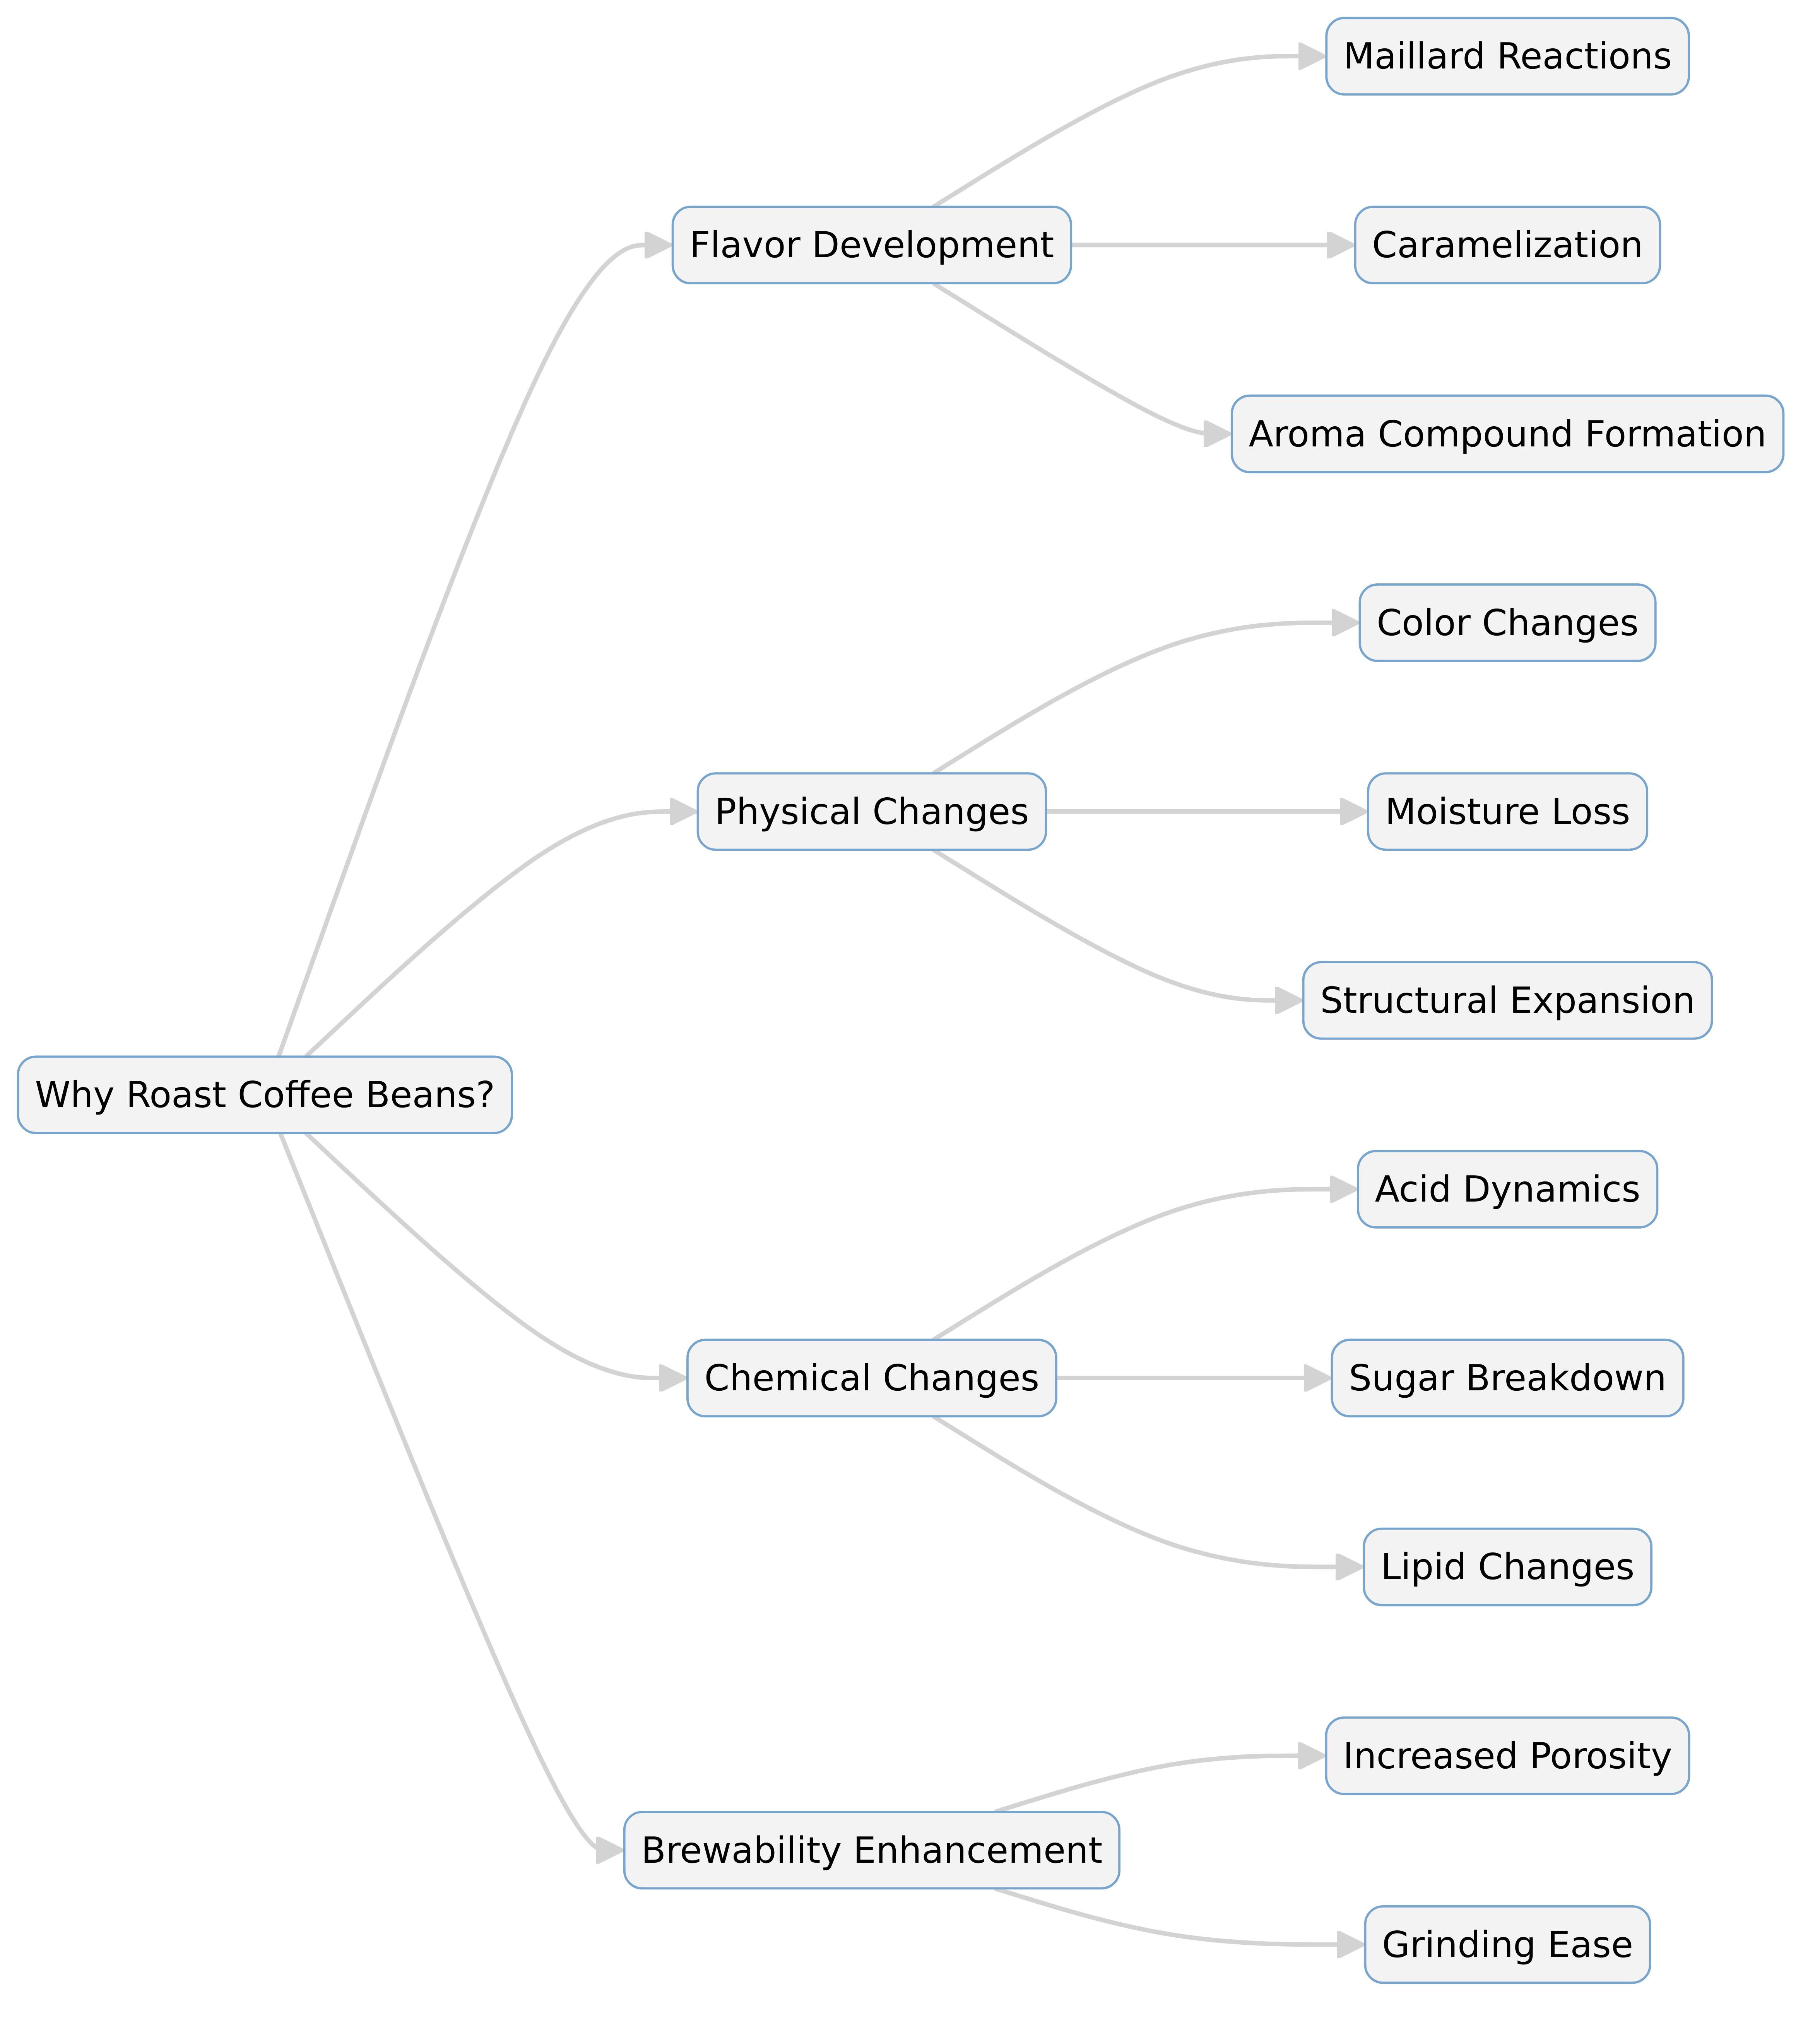 Why Roast Coffee Beans?
Flavor Development
Maillard Reactions
Caramelization
Aroma Compound Formation
Physical Changes
Color Changes
Moisture Loss
Structural Expansion
Chemical Changes
Acid Dynamics
Sugar Breakdown
Lipid Changes
Brewability Enhancement
Increased Porosity
Grinding Ease